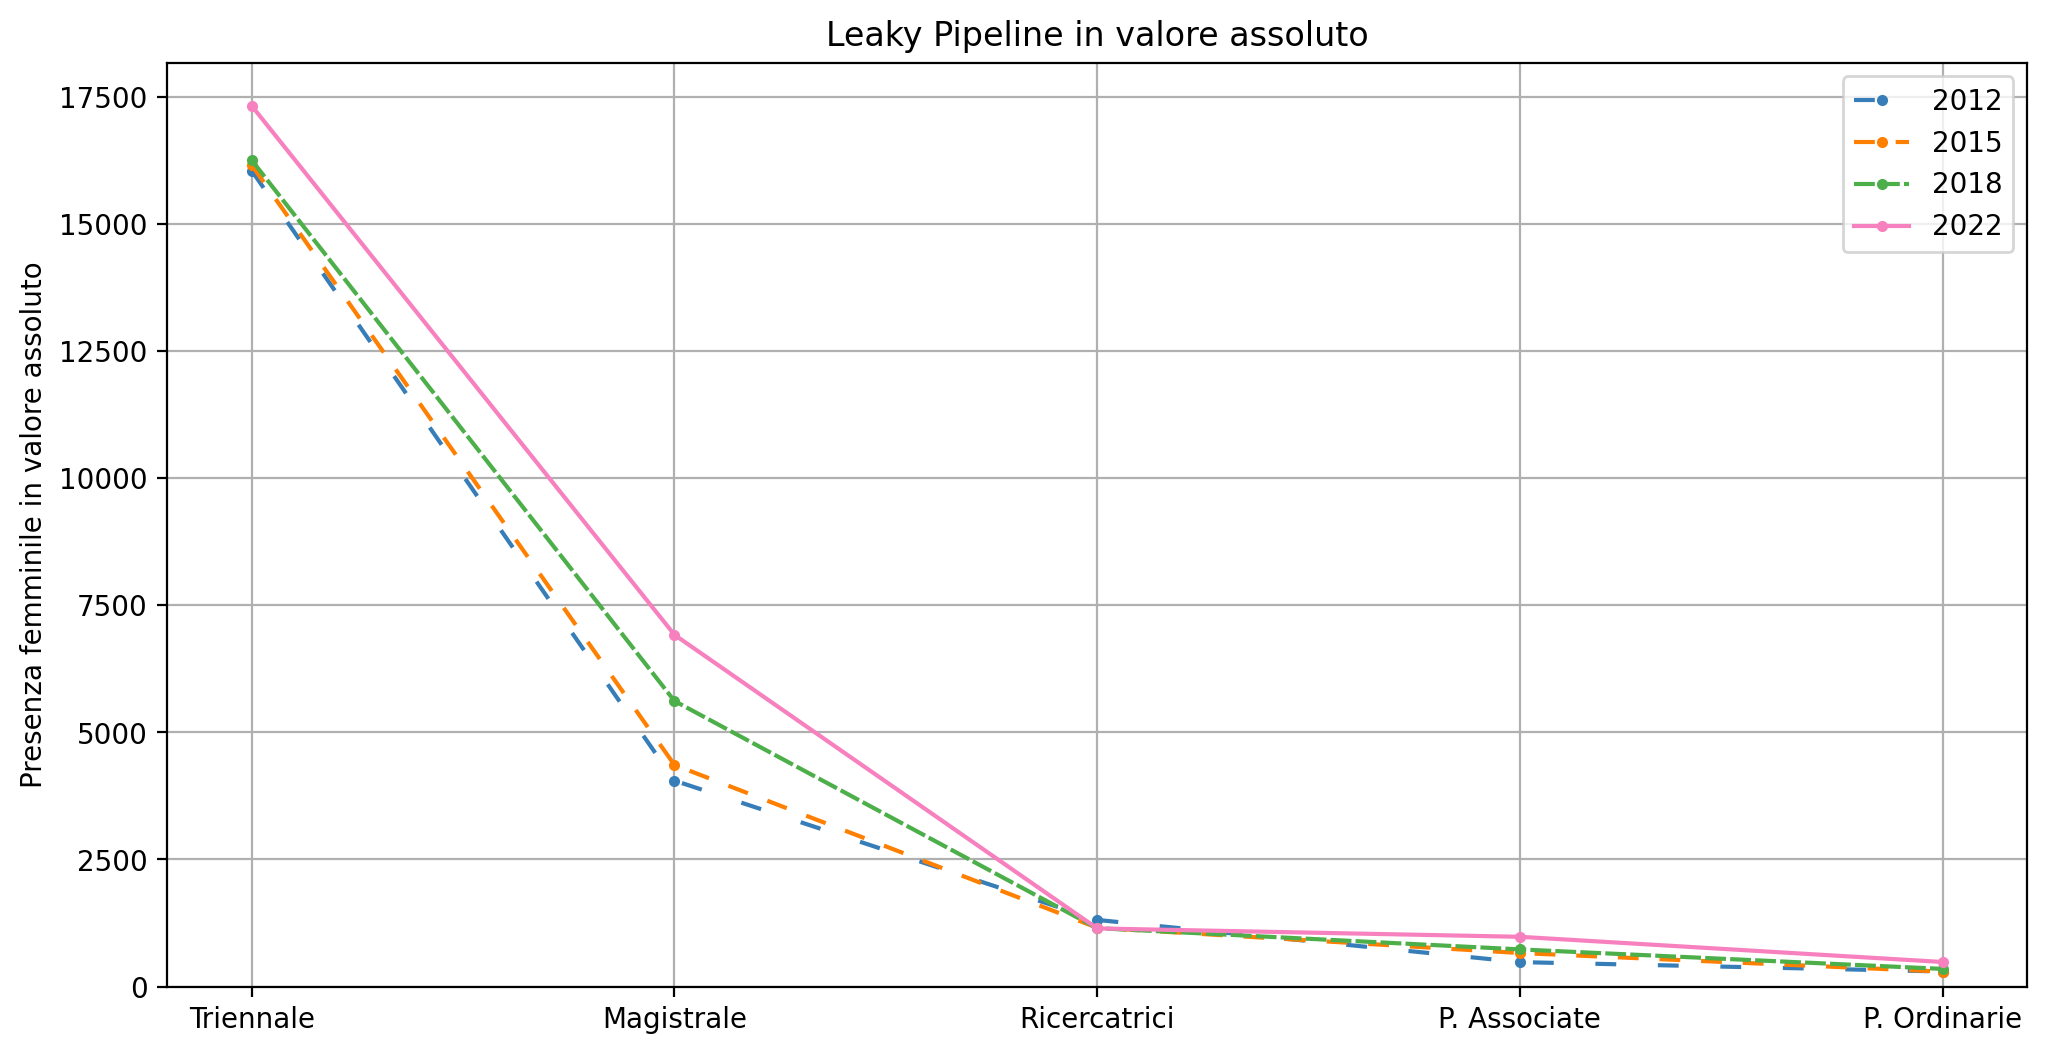 Leaky Pipeline in valore assoluto
Presenza femminile in valore assoluto
17500
15000
12500
10000
7500
5000
2500
0
2012
2015
2018
2022
Triennale
Magistrale
Ricercatrici
P. Associate
P. Ordinarie